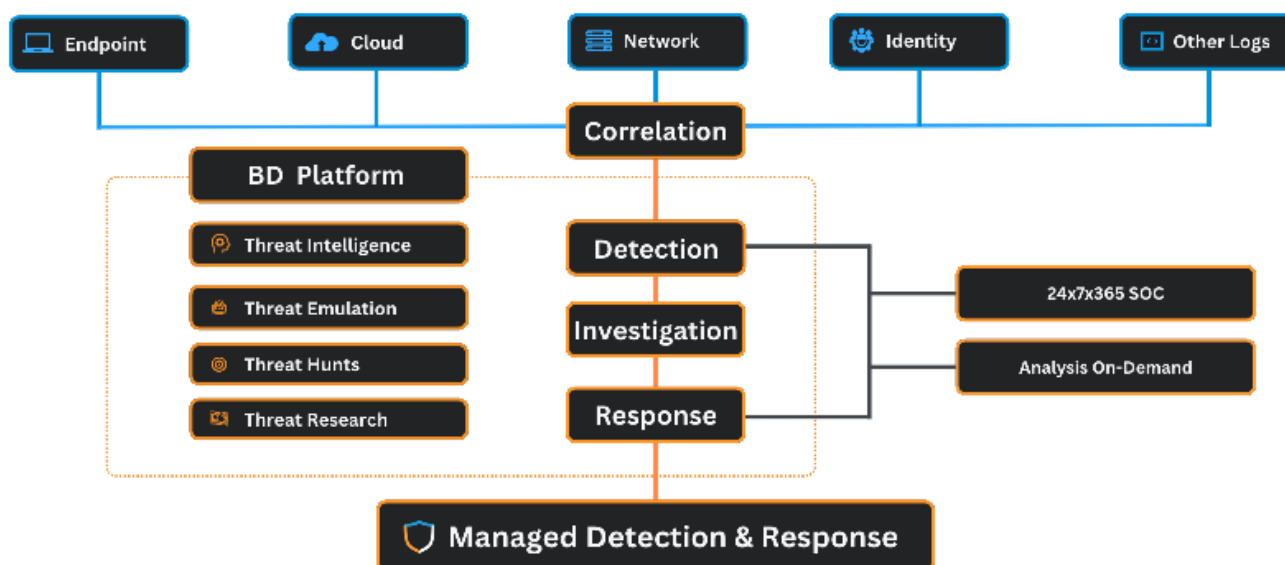 Endpoint
Cloud
Network
Identity
Other Logs
Correlation
BD Platform
Threat Intelligence
Threat Emulation
Threat Hunts
Threat Research
Detection
Investigation
Response
24x7x365 SOC
Analysis On-Demand
Managed Detection & Response